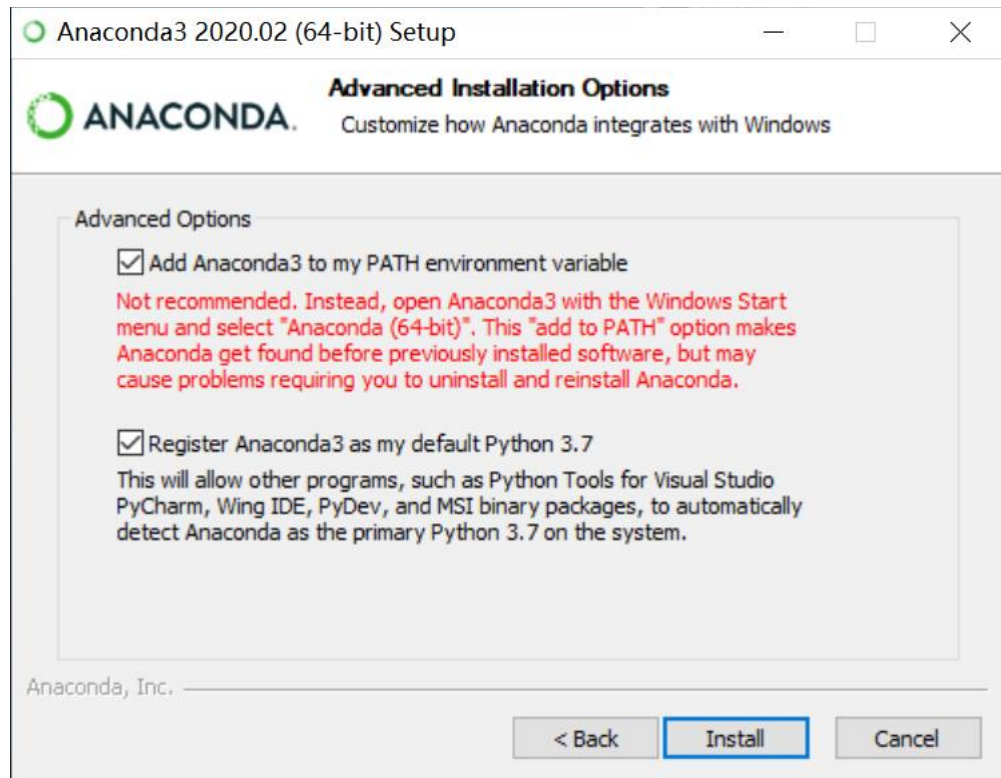 Anaconda3 2020.02 (64-bit) Setup
ANACONDA.
Advanced Installation Options
Customize how Anaconda integrates with Windows
Advanced Options
Add Anaconda3 to my PATH environment variable
Not recommended. Instead, open Anaconda3 with the Windows Start
menu and select "Anaconda (64-bit)". This "add to PATH" option makes
Anaconda get found before previously installed software, but may
cause problems requiring you to uninstall and reinstall Anaconda.
Register Anaconda3 as my default Python 3.7
This will allow other programs, such as Python Tools for Visual Studio
PyCharm, Wing IDE, PyDev, and MSI binary packages, to automatically
detect Anaconda as the primary Python 3.7 on the system.
Anaconda, Inc.
< Back
Install
Cancel